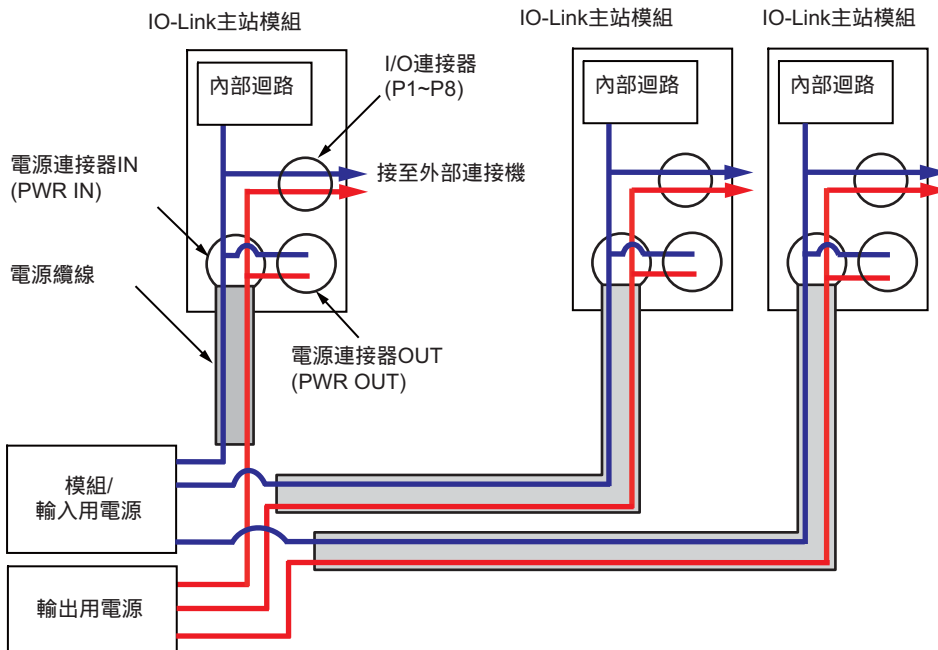 IO-Link主站模組
IO-Link主站模組
IO-Link主站模組
內部迴路
I/O連接器
(P1~P8)
內部迴路
內部迴路
電源連接器IN
(PWR IN)
接至外部連接機
電源纜線
電源連接器OUT
(PWR OUT)
模組/
輸入用電源
輸出用電源